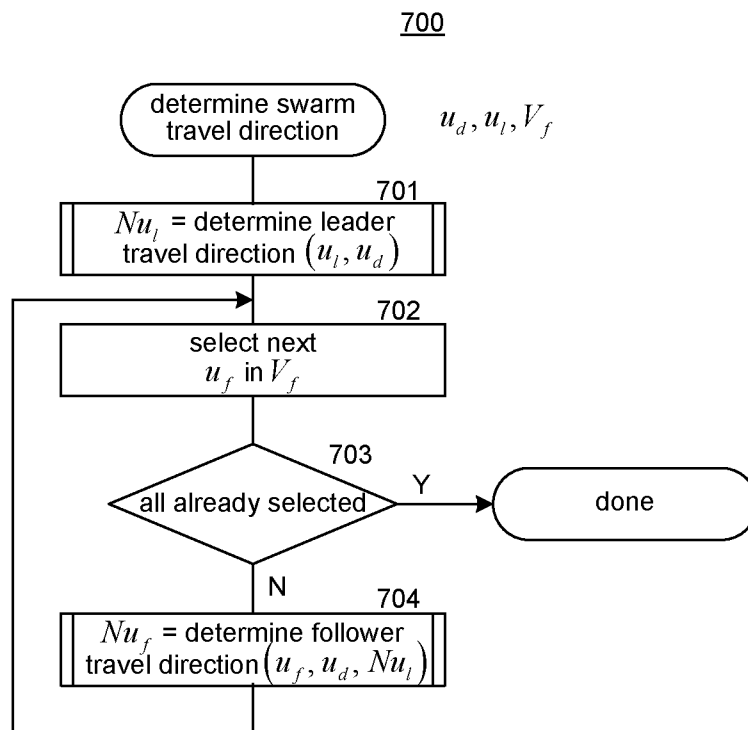 700
determine swarm
travel direction
u_d, u_l, V_f
701
Nu_l = determine leader
travel direction (u_l, u_d)
702
select next
u_f in V_f
703
all already selected
Y
done
N
704
Nu_f = determine follower
travel direction (u_f, u_d, Nu_l)